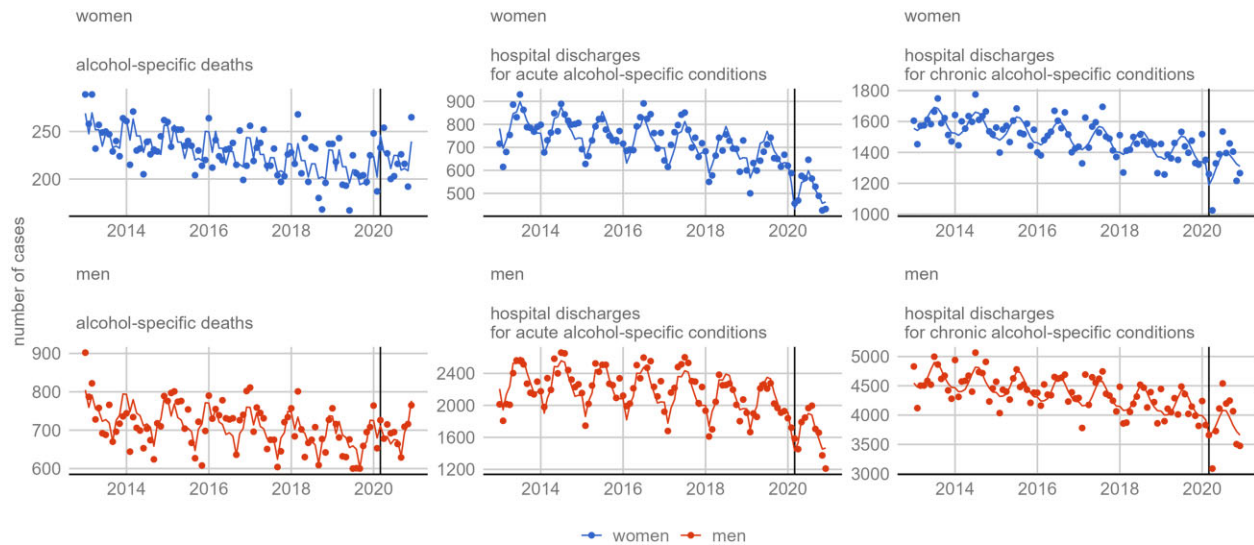 women
women
women
alcohol-specific deaths
hospital discharges
for acute alcohol-specific conditions
hospital discharges
for chronic alcohol-specific conditions
250
200
2014 2016 2018 2020
900
800
700
600
500
2014 2016 2018 2020
1800
1600
1400
1200
1000
2014 2016 2018 2020
number of cases
men
men
men
alcohol-specific deaths
hospital discharges
for acute alcohol-specific conditions
hospital discharges
for chronic alcohol-specific conditions
900
800
700
600
2014 2016 2018 2020
2400
2000
1600
1200
2014 2016 2018 2020
5000
4500
4000
3500
3000
2014 2016 2018 2020
women men